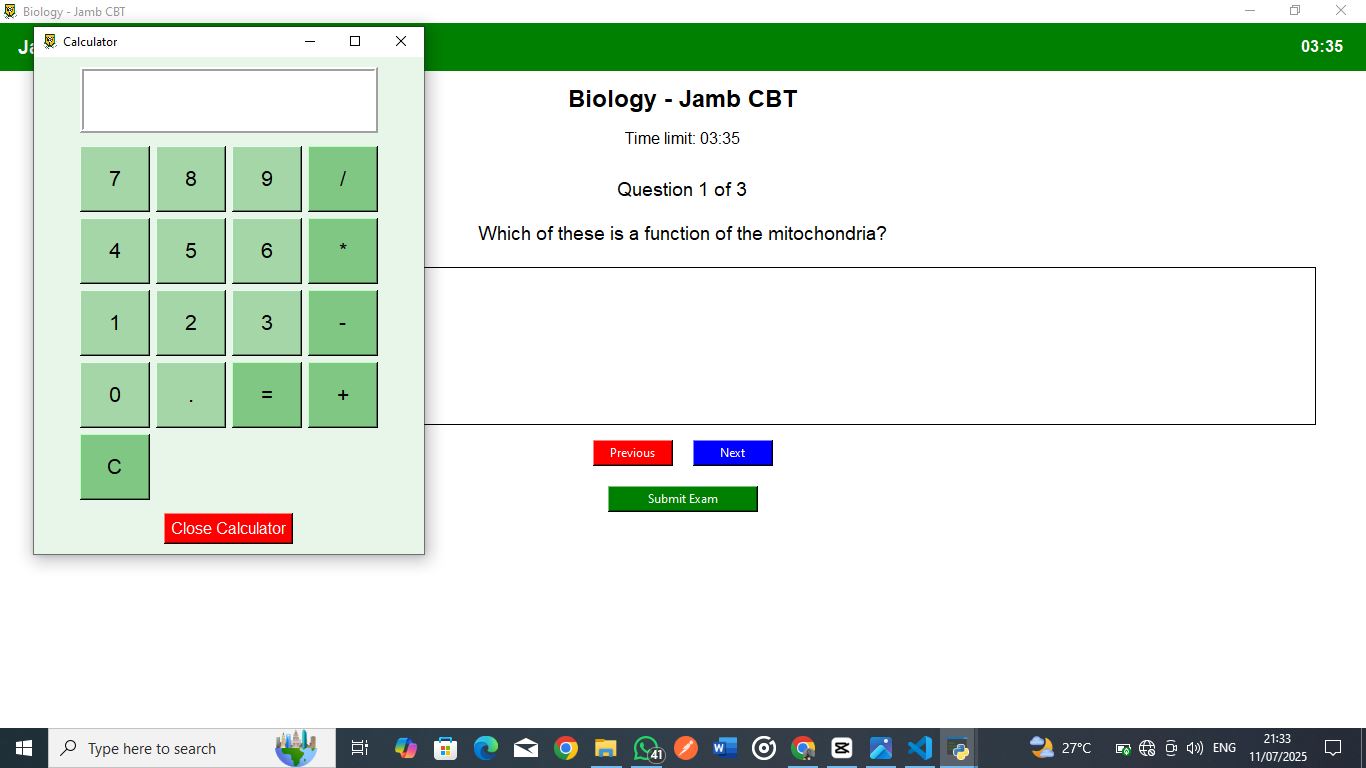 Biology - Jamb CBT
Calculator
03:35
7 8 9 /
4 5 6 *
1 2 3 -
0 . = +
C
Close Calculator
Biology - Jamb CBT
Time limit: 03:35
Question 1 of 3
Which of these is a function of the mitochondria?
Previous Next
Submit Exam
Type here to search
41
27°C
ENG
21:33
11/07/2025